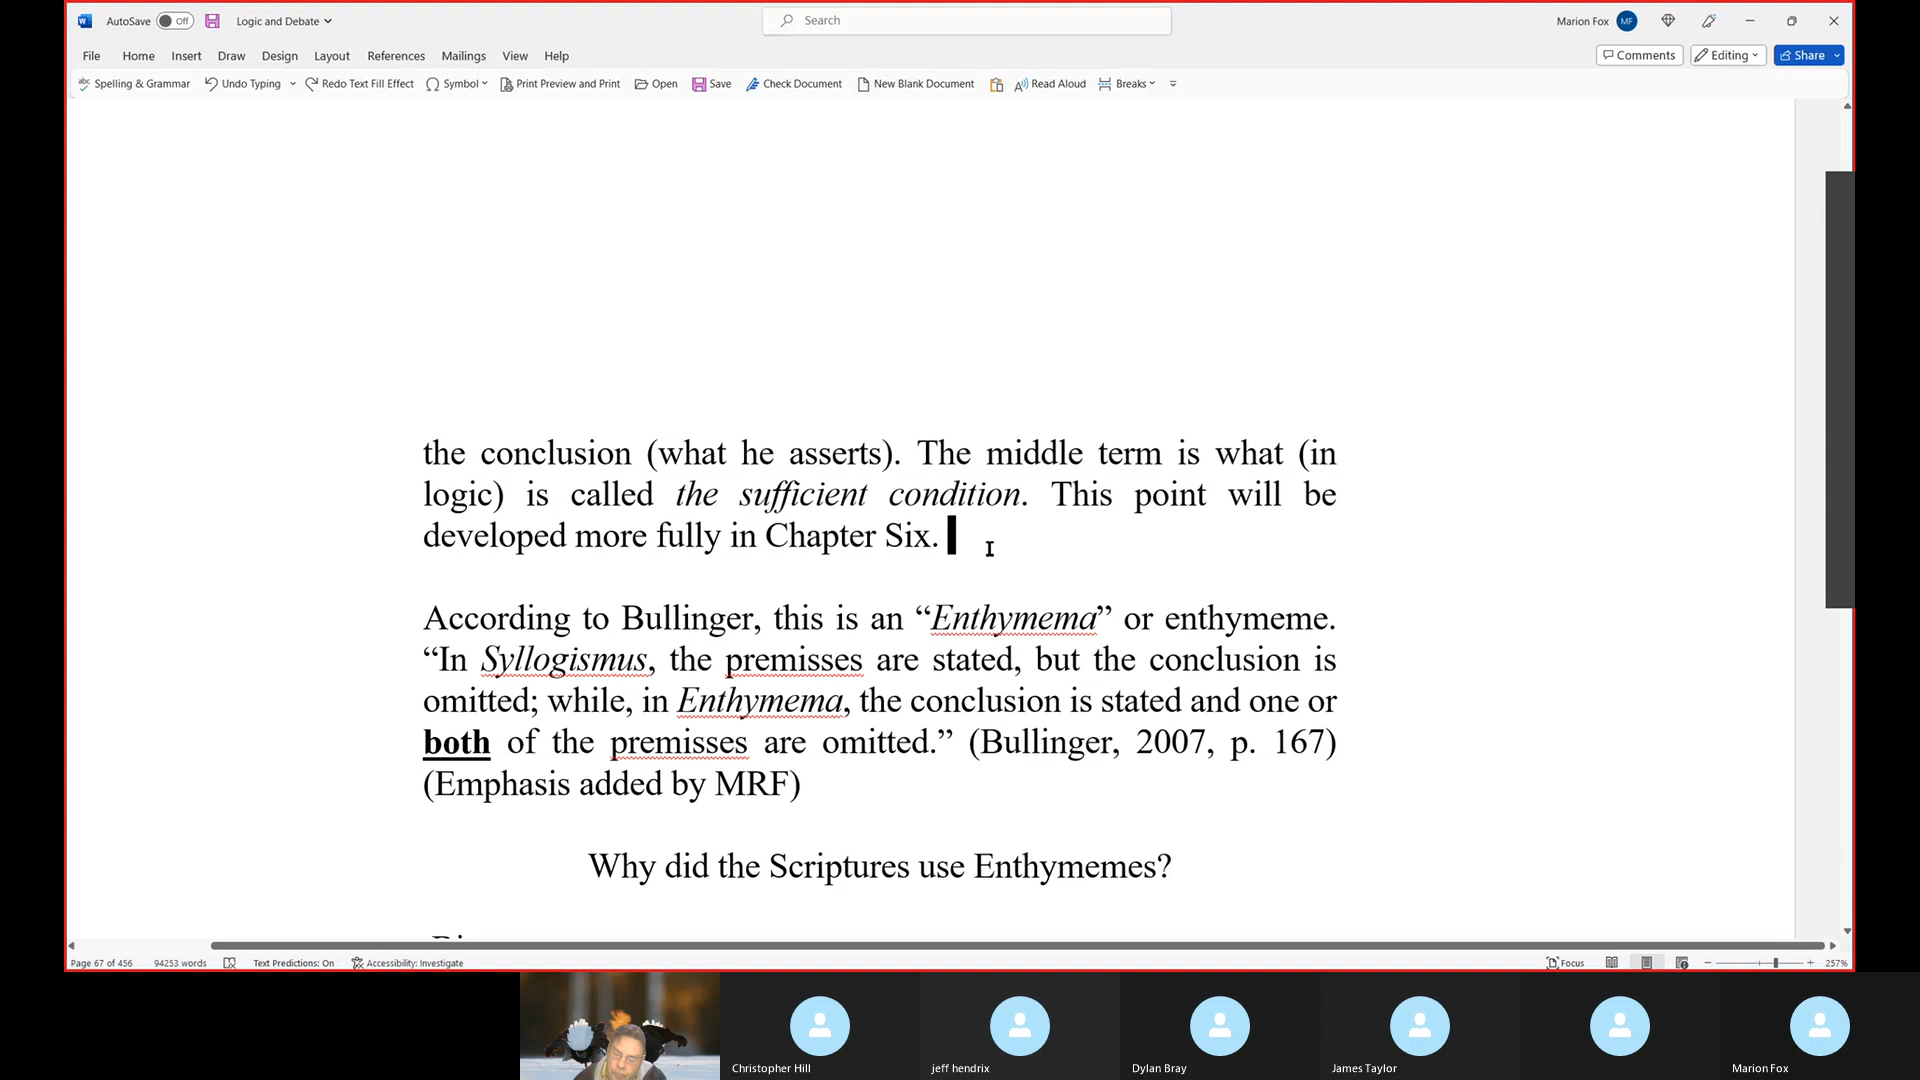 AutoSave Off Logic and Debate Search Marion Fox MF
File Home Insert Draw Design Layout References Mailings View Help Comments Editing Share
Spelling & Grammar Undo Typing Redo Text Fill Effect Symbol Print Preview and Print Open Save Check Document New Blank Document Read Aloud Breaks
the conclusion (what he asserts). The middle term is what (in
logic) is called the sufficient condition. This point will be
developed more fully in Chapter Six.
According to Bullinger, this is an “Enthymema” or enthymeme.
“In Syllogismus, the premisses are stated, but the conclusion is
omitted; while, in Enthymema, the conclusion is stated and one or
both of the premisses are omitted.” (Bullinger, 2007, p. 167)
(Emphasis added by MRF)
Why did the Scriptures use Enthymemes?
Page 67 of 456 94253 words Text Predictions: On Accessibility: Investigate Focus 257%
Christopher Hill jeff hendrix Dylan Bray James Taylor Marion Fox